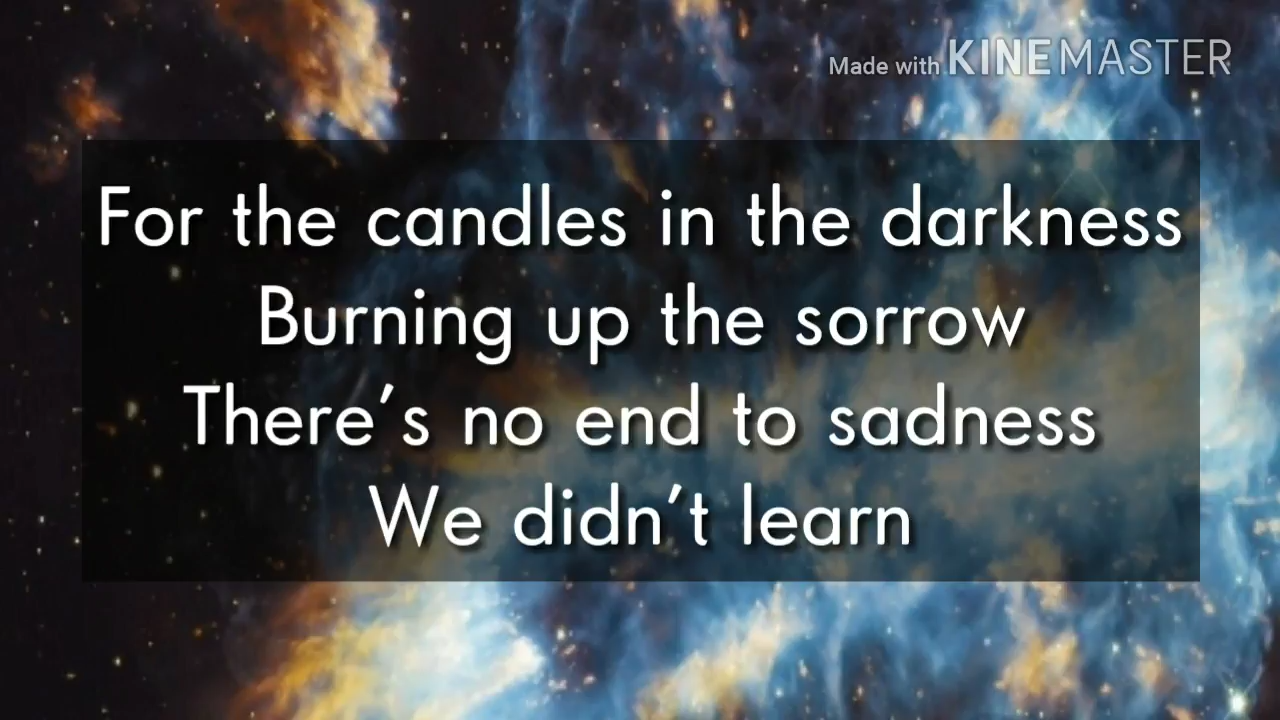 Made with KINEMASTER
For the candles in the darkness
Burning up the sorrow
There's no end to sadness
We didn't learn